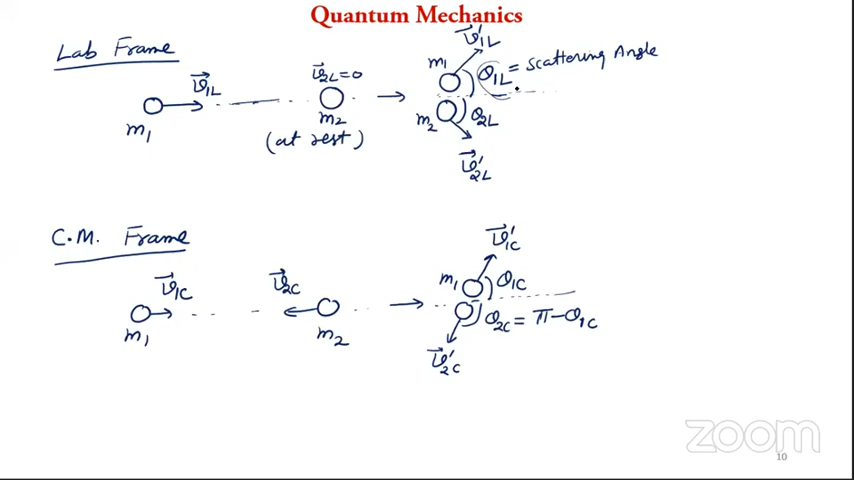 Quantum Mechanics
Lab Frame
v⃗1L
m1
v⃗2L=0
m2
(at rest)
v⃗'1L
m1
θ1L = scattering Angle
m2
θ2L
v⃗'2L
C.M. Frame
v⃗1C
m1
v⃗2C
m2
v⃗'1C
m1
θ1C
θ2C = π-θ1C
v⃗'2C
zoom
10